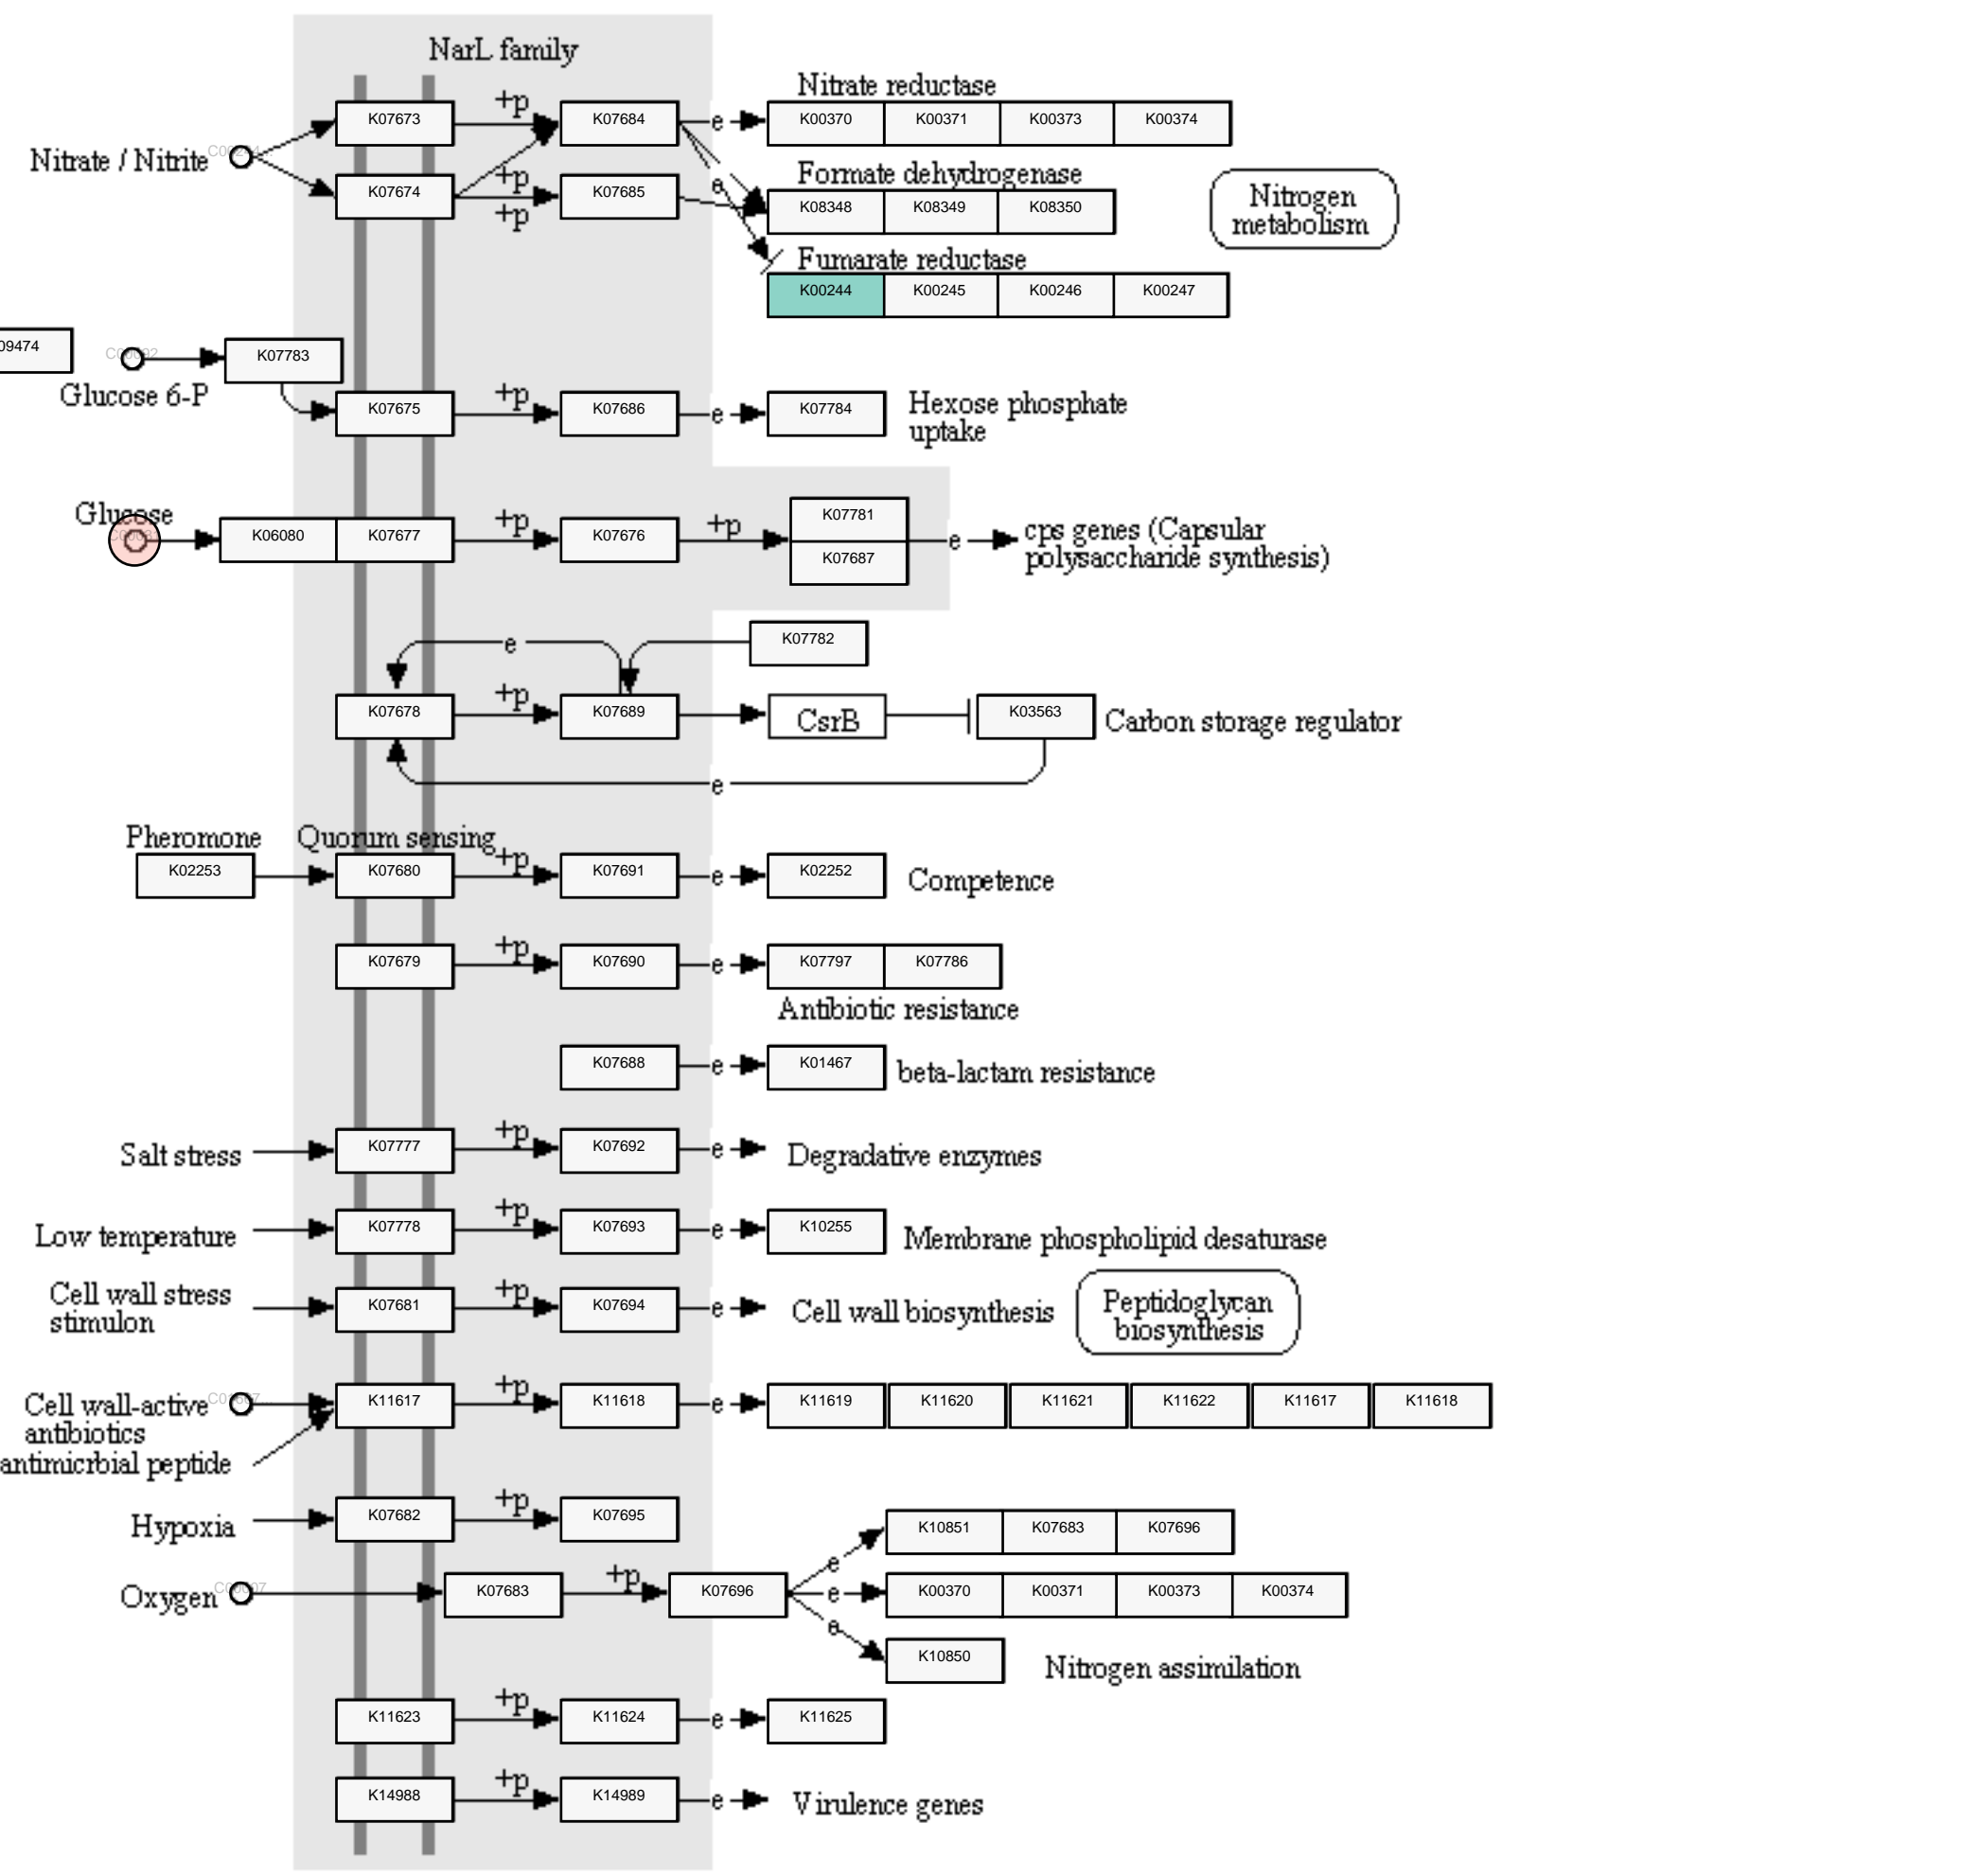 NarL family
Nitrate reductase
K07673 +p K07684 e K00370 K00371 K00373 K00374
Nitrate / Nitrite
Formate dehydrogenase
K07674 +p K07685 e K08348 K08349 K08350
+p
Nitrogen
metabolism
Fumarate reductase
K00244 K00245 K00246 K00247
09474 K07783
Glucose 6-P
K07675 +p K07686 e K07784 Hexose phosphate
uptake
Glucose
K06080 K07677 +p K07676 +p K07781
K07687
e cps genes (Capsular
polysaccharide synthesis)
e K07782
K07678 +p K07689 CsrB K03563 Carbon storage regulator
e
Pheromone Quorum sensing
K02253 K07680 +p K07691 e K02252 Competence
K07679 +p K07690 e K07797 K07786
Antibiotic resistance
K07688 e K01467 beta-lactam resistance
Salt stress K07777 +p K07692 e Degradative enzymes
Low temperature K07778 +p K07693 e K10255 Membrane phospholipid desaturase
Cell wall stress
stimulon
K07681 +p K07694 e Cell wall biosynthesis
Peptidoglycan
biosynthesis
Cell wall-active
antibiotics
antimicrbial peptide
K11617 +p K11618 e K11619 K11620 K11621 K11622 K11617 K11618
Hypoxia K07682 +p K07695
e K10851 K07683 K07696
Oxygen K07683 +p K07696 e K00370 K00371 K00373 K00374
e K10850 Nitrogen assimilation
K11623 +p K11624 e K11625
K14988 +p K14989 e Virulence genes